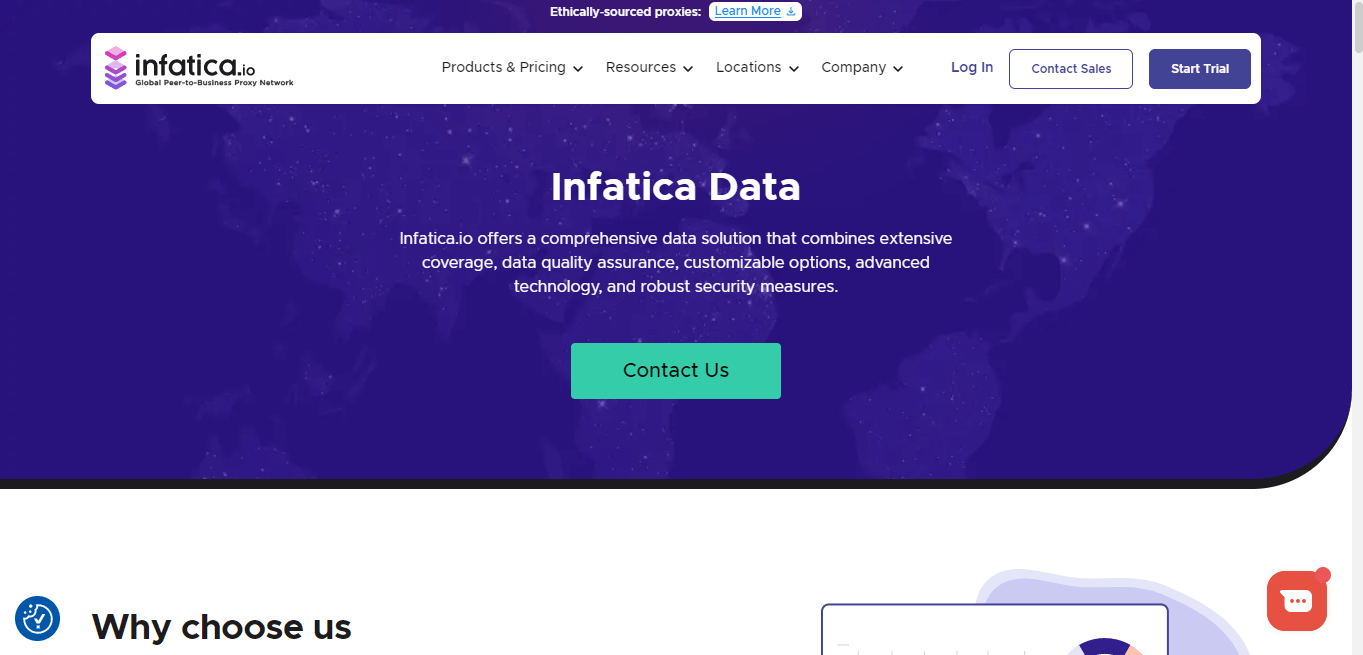 Ethically-sourced proxies: Learn More
infatica.io
Global Peer-to-Business Proxy Network
Products & Pricing
Resources
Locations
Company
Log In
Contact Sales
Start Trial
Infatica Data
Infatica.io offers a comprehensive data solution that combines extensive
coverage, data quality assurance, customizable options, advanced
technology, and robust security measures.
Contact Us
Why choose us